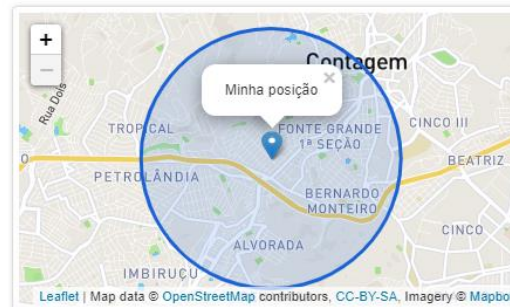 +
−
Contagem
Minha posição
×
Rua Dois
TROPICAL
FONTE GRANDE
1ª SEÇÃO
CINCO III
BEATRIZ
PETROLÂNDIA
BERNARDO
MONTEIRO
CINCO
ALVORADA
IMBIRUÇU
Leaflet | Map data © OpenStreetMap contributors, CC-BY-SA, Imagery © Mapbo